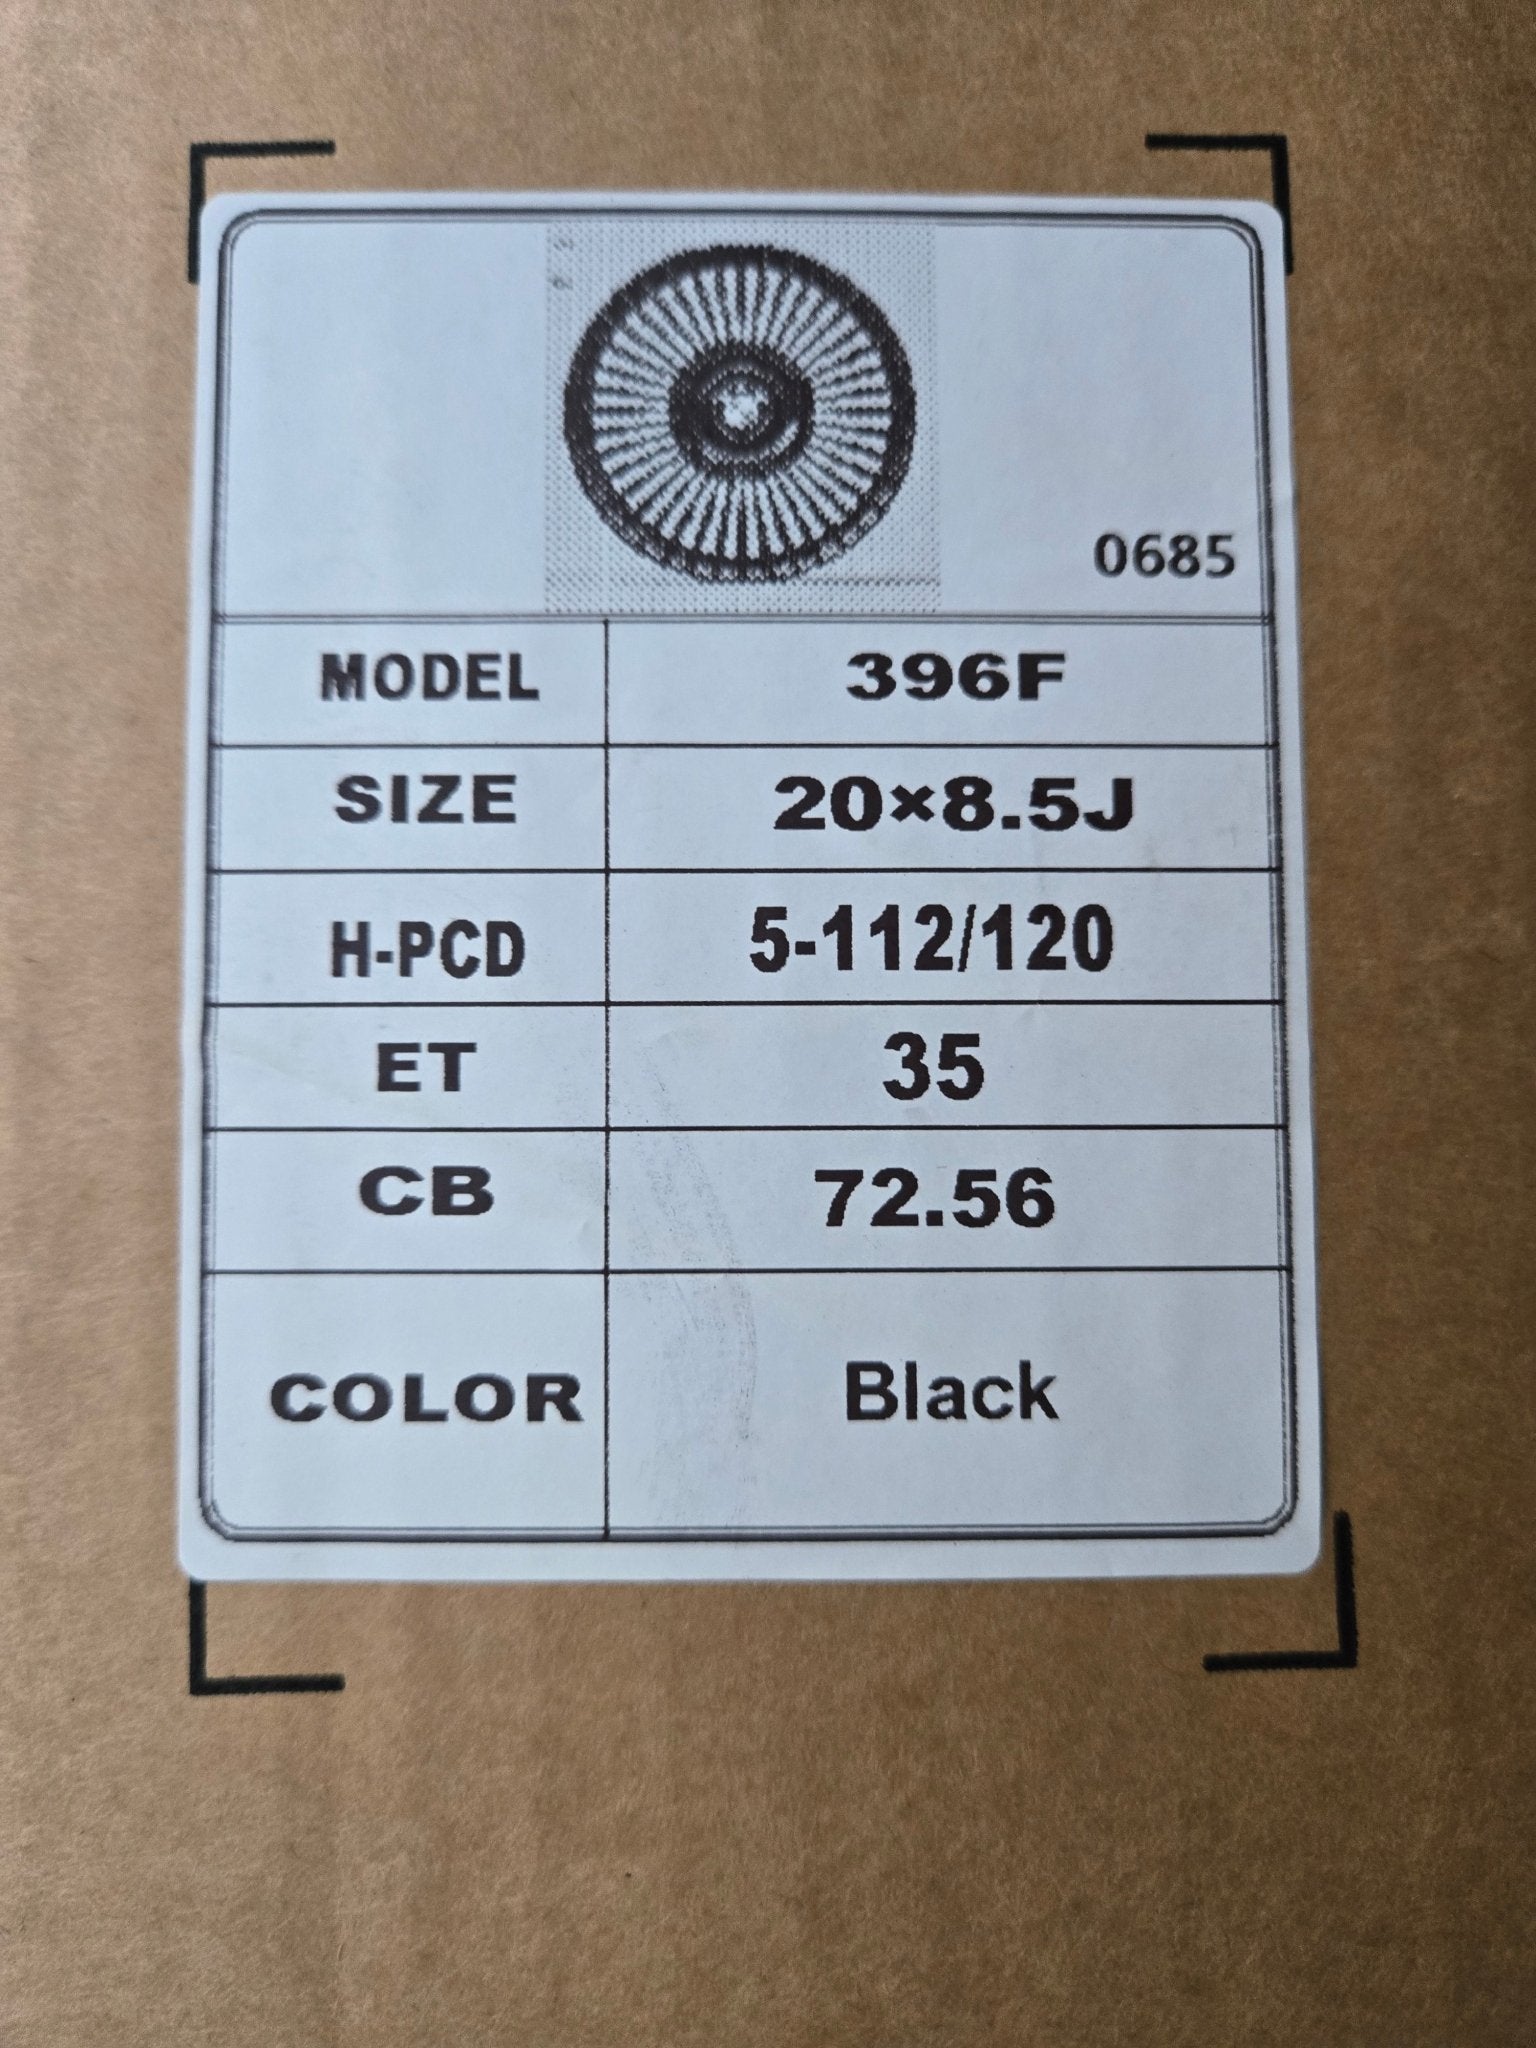 0685
MODEL 396F
SIZE 20×8.5J
H-PCD 5-112/120
ET 35
CB 72.56
COLOR Black